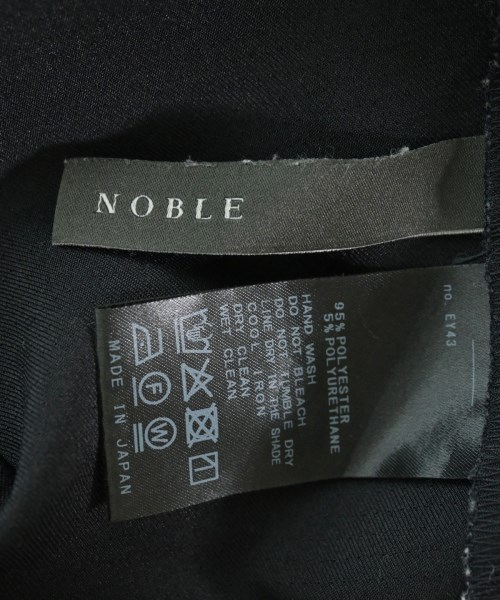 NOBLE
no. EY43
95% POLYESTER
5% POLYURETHANE
HAND WASH
DO NOT BLEACH
DO NOT TUMBLE DRY
LINE DRY IN THE SHADE
COOL IRON
DRY CLEAN
WET CLEAN
F
W
MADE IN JAPAN